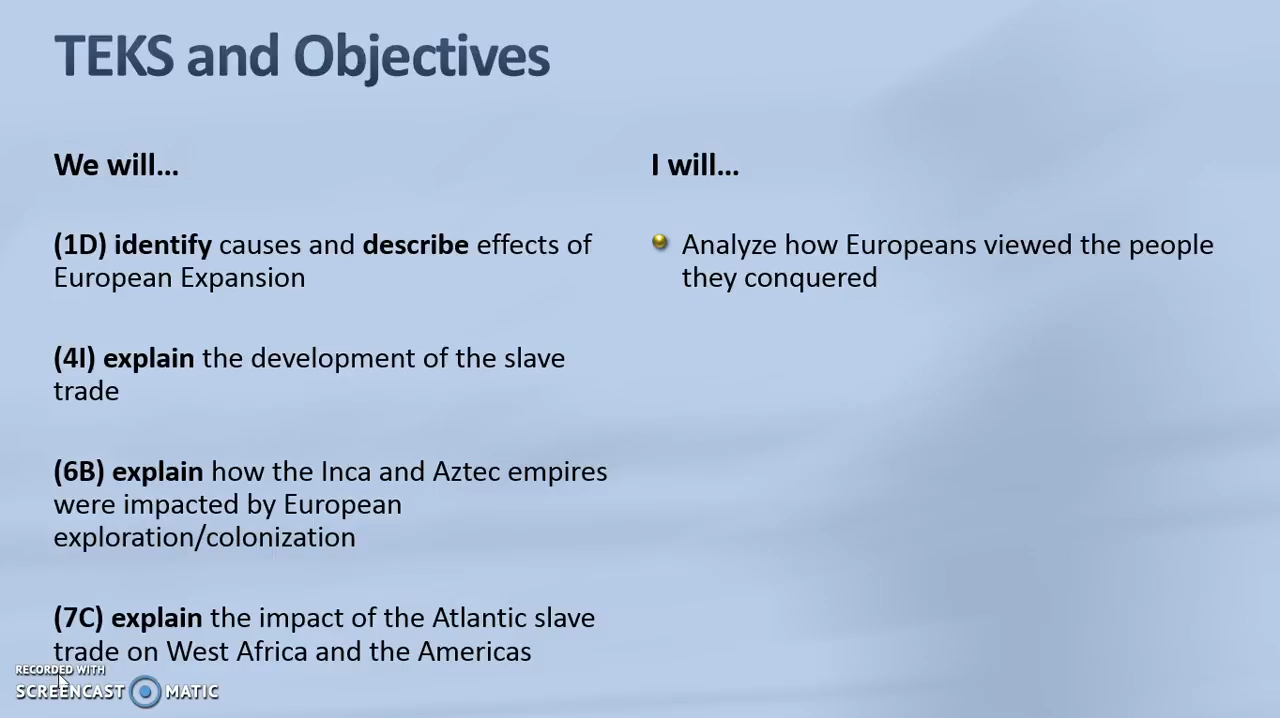 TEKS and Objectives
We will...
(1D) identify causes and describe effects of
European Expansion
(4I) explain the development of the slave
trade
(6B) explain how the Inca and Aztec empires
were impacted by European
exploration/colonization
(7C) explain the impact of the Atlantic slave
trade on West Africa and the Americas
I will...
Analyze how Europeans viewed the people
they conquered
RECORDED WITH
SCREENCAST MATIC